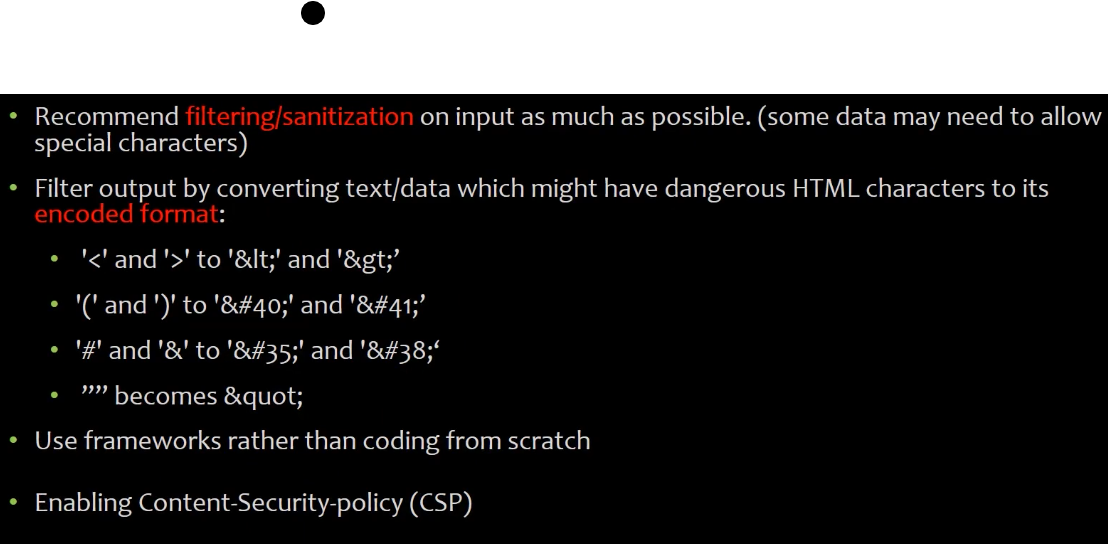 • Recommend filtering/sanitization on input as much as possible. (some data may need to allow
special characters)
• Filter output by converting text/data which might have dangerous HTML characters to its
encoded format:
• '<' and '>' to '&lt;' and '&gt;’
• '(' and ')' to '&#40;' and '&#41;’
• '#' and '&' to '&#35;' and '&#38;‘
• ”” becomes &quot;
• Use frameworks rather than coding from scratch
• Enabling Content-Security-policy (CSP)